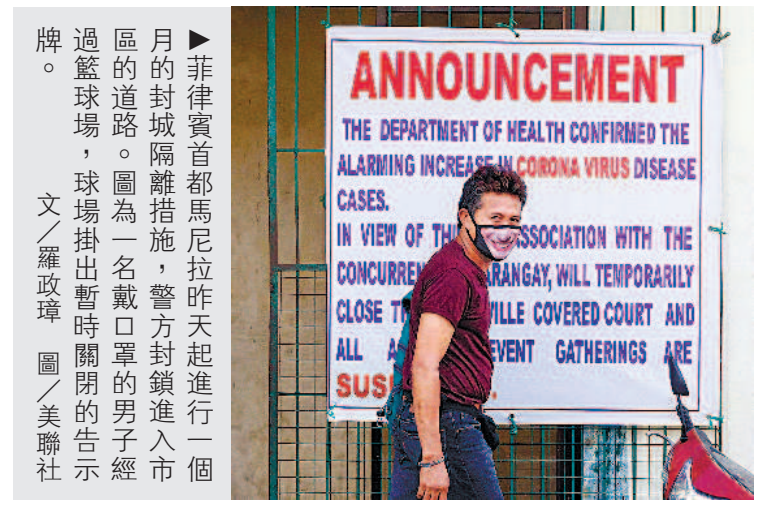 ▶菲律賓首都馬尼拉昨天起進行一個
月的封城隔離措施，警方封鎖進入市
區的道路。圖為一名戴口罩的男子經
過籃球場，球場掛出暫時關閉的告示
牌。 文／羅政璋 圖／美聯社
ANNOUNCEMENT
THE DEPARTMENT OF HEALTH CONFIRMED THE
ALARMING INCREASE IN CORONA VIRUS DISEASE
CASES.
IN VIEW OF ASSOCIATION WITH THE
WILL TEMPORARILY
CLOSE COVERED COURT AND
ALL EVENT GATHERINGS ARE